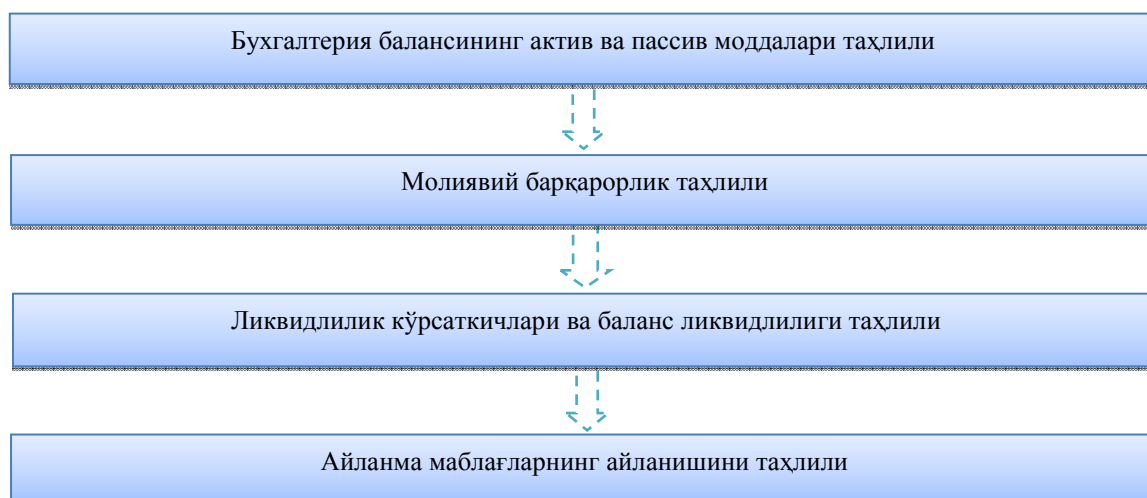 Бухгалтерия балансининг актив ва пассив моддалари таҳлили
Молиявий барқарорлик таҳлили
Ликвидлилик кўрсаткичлари ва баланс ликвидлилиги таҳлили
Айланма маблағларнинг айланишини таҳлили